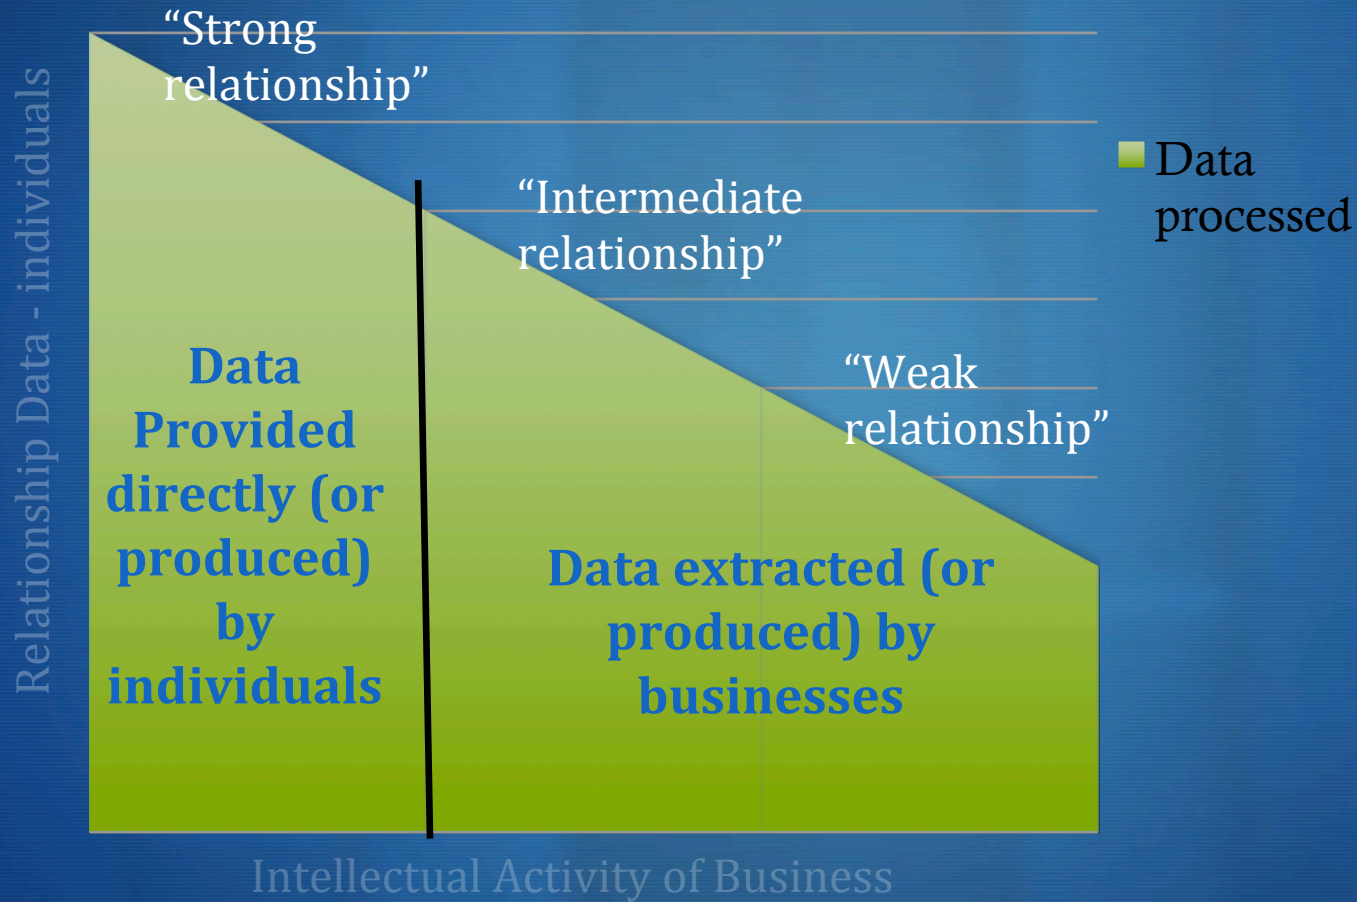 “Strong
relationship”
Relationship Data - individuals
Data
processed
“Intermediate
relationship”
“Weak
relationship”
Data
Provided
directly (or
produced)
by
individuals
Data extracted (or
produced) by
businesses
Intellectual Activity of Business